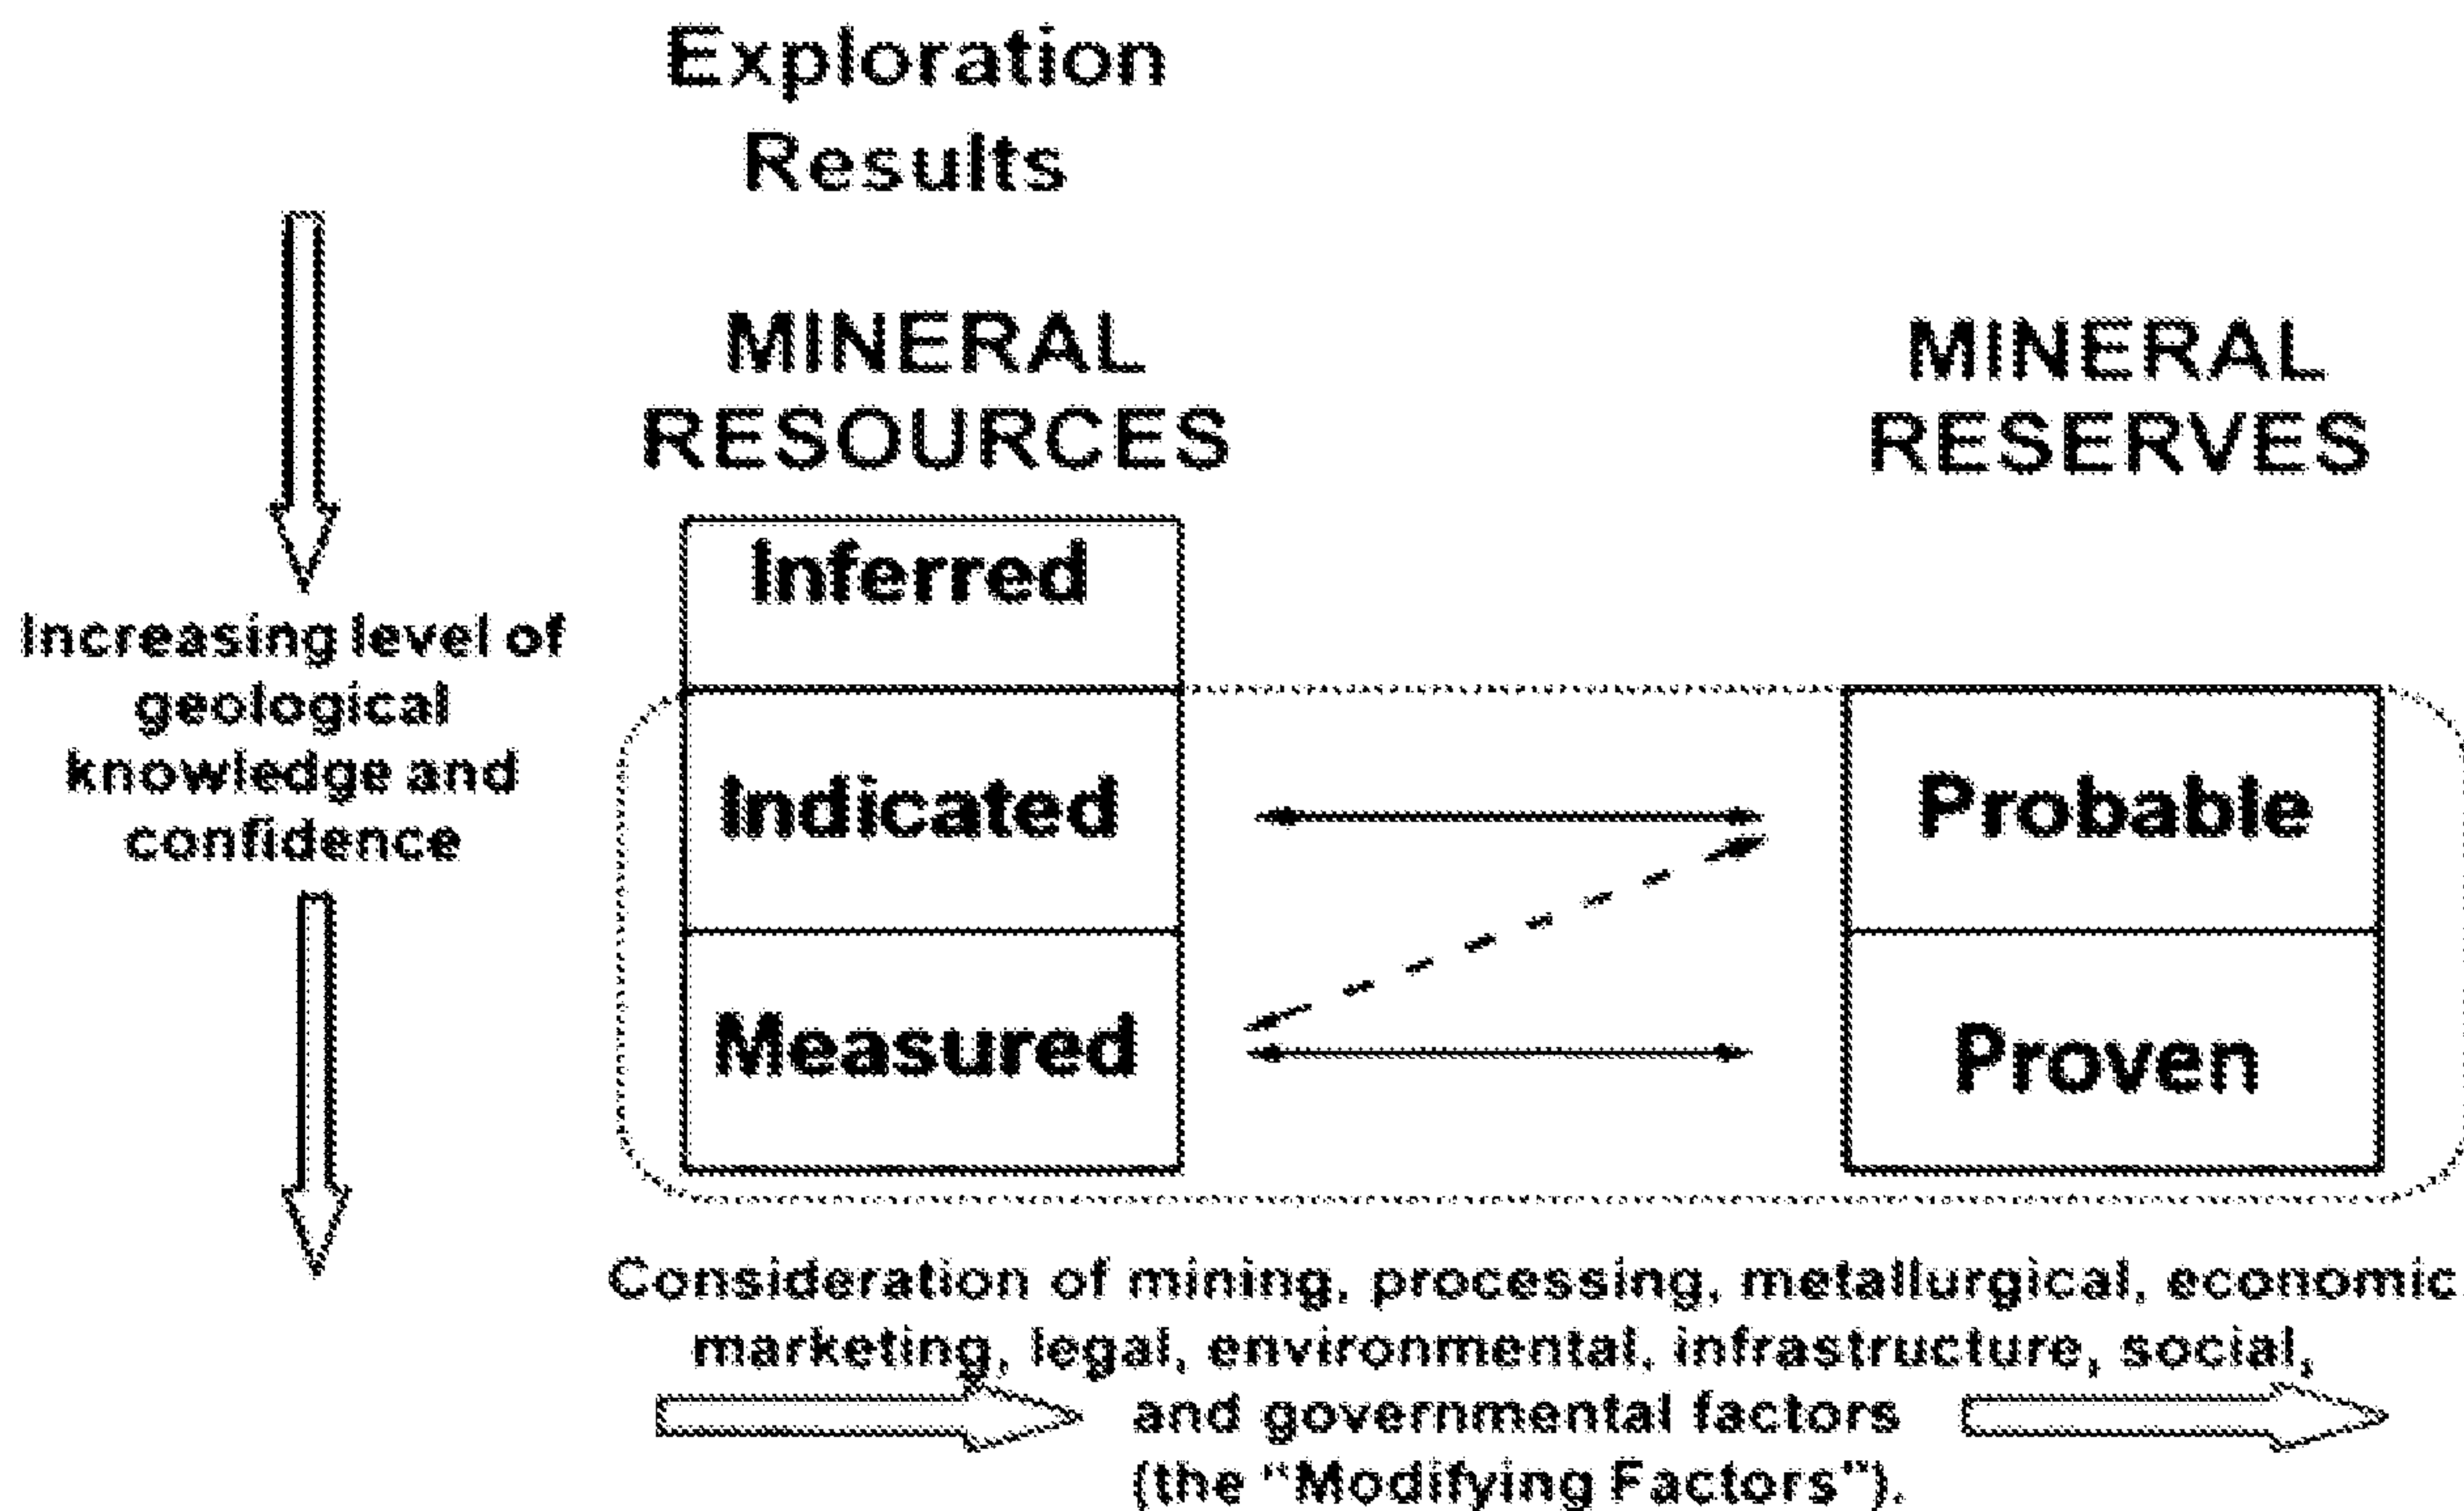 Exploration
Results
MINERAL
RESOURCES
MINERAL
RESERVES
Inferred
Increasing level of
geological
knowledge and
confidence
Indicated
Probable
Measured
Proven
Consideration of mining, processing, metallurgical, economic
marketing, legal, environmental, infrastructure, social,
and governmental factors
(the "Modifying Factors").